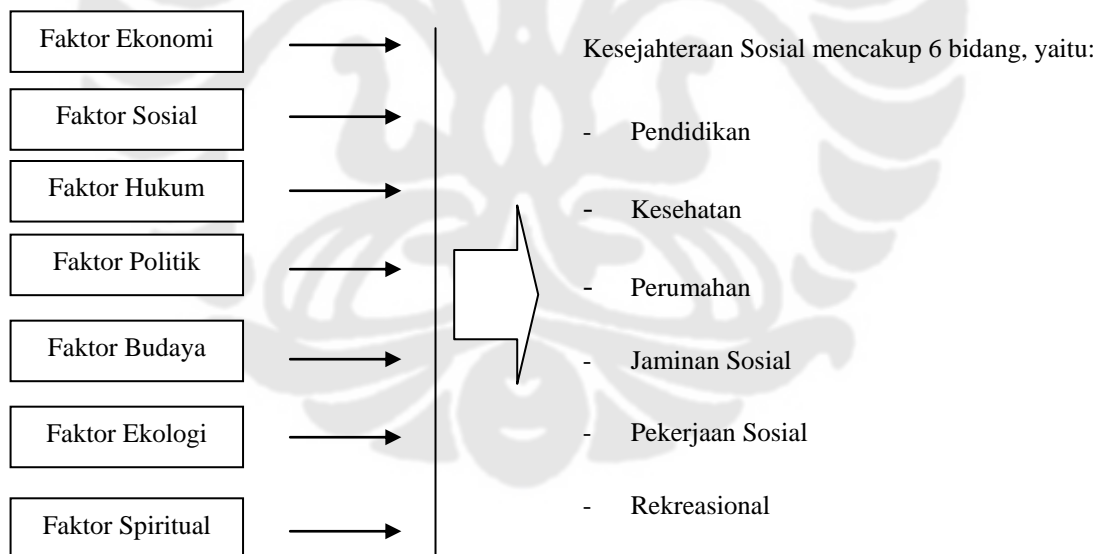 Faktor Ekonomi
Faktor Sosial
Faktor Hukum
Faktor Politik
Faktor Budaya
Faktor Ekologi
Faktor Spiritual
Kesejahteraan Sosial mencakup 6 bidang, yaitu:
- Pendidikan
- Kesehatan
- Perumahan
- Jaminan Sosial
- Pekerjaan Sosial
- Rekreasional